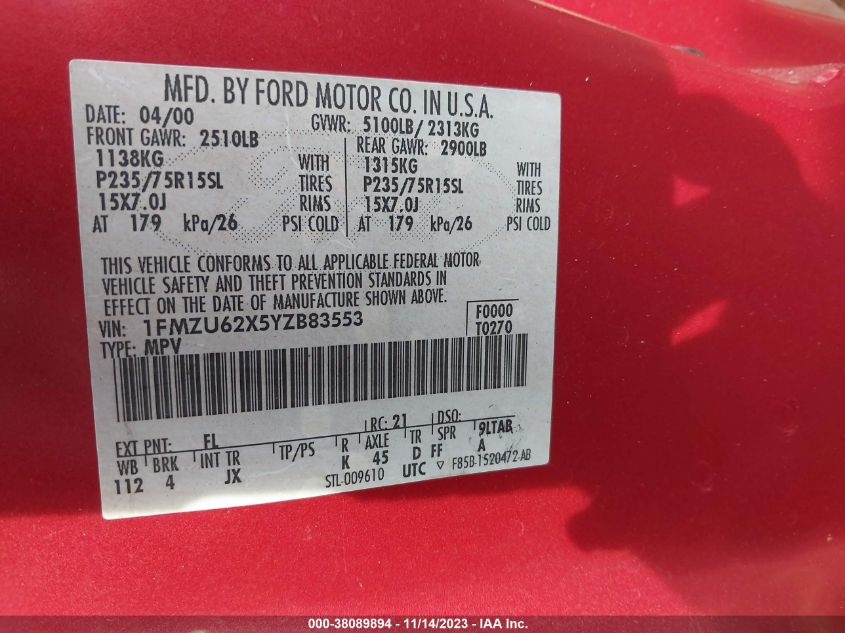 MFD. BY FORD MOTOR CO. IN U.S.A.
DATE: 04/00 GVWR: 5100LB/ 2313KG
FRONT GAWR: 2510LB REAR GAWR: 2900LB
1138KG WITH 1315KG WITH
P235/75R15SL TIRES P235/75R15SL TIRES
15X7.0J RIMS 15X7.0J RIMS
AT 179 kPa/26 PSI COLD AT 179 kPa/26 PSI COLD
THIS VEHICLE CONFORMS TO ALL APPLICABLE FEDERAL MOTOR
VEHICLE SAFETY AND THEFT PREVENTION STANDARDS IN
EFFECT ON THE DATE OF MANUFACTURE SHOWN ABOVE.
VIN: 1FMZU62X5YZB83553 F0000
TYPE: MPV T0270
EXT PNT: FL RC: 21 DSO: 9LTAB
WB BRK INT TR TP/PS R AXLE TR SPR
112 4 JX K 45 D FF A
STL-009610 UTC ▽ F85B-1520472-AB
000-38089894 | 11/14/2023 | IAA Inc.